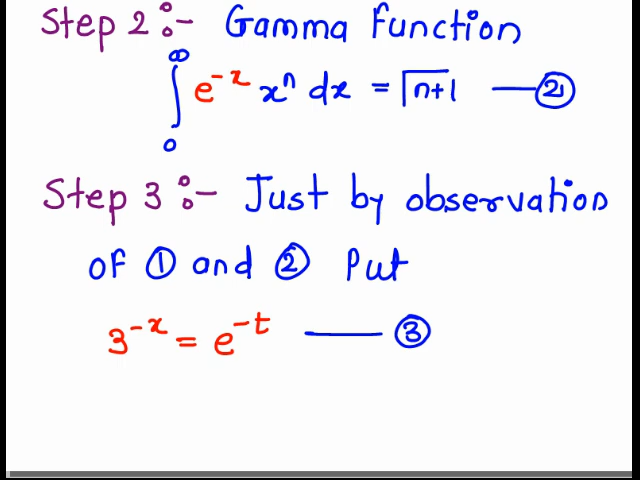 Step 2 :- Gamma function
∫₀^∞ e^{-x} x^n dx = Γn+1 —— ②
Step 3 :- Just by observation
of ① and ② Put
3^{-x} = e^{-t} —— ③